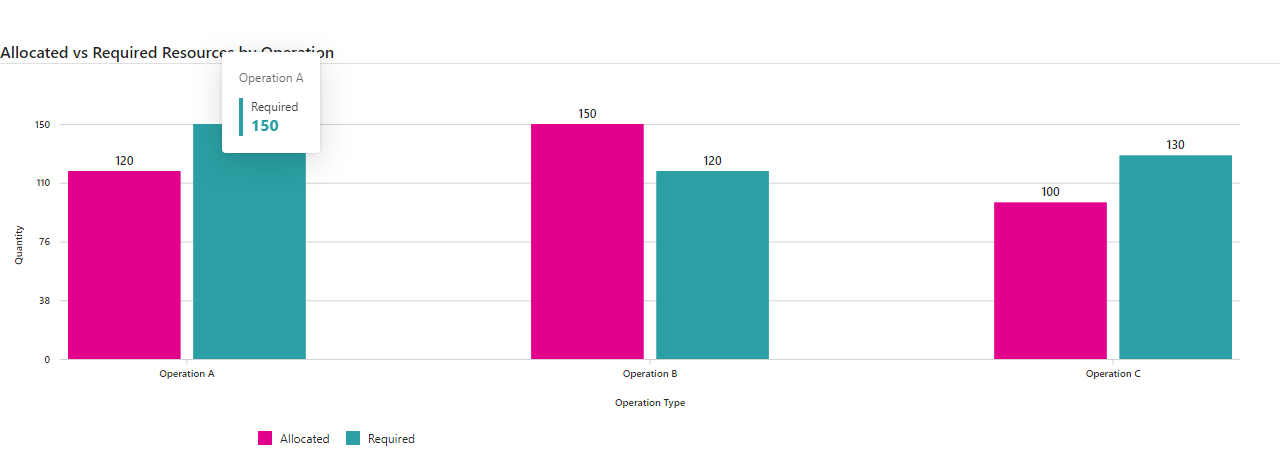 Allocated vs Required Resources by Operation
Operation A
Required
150
150
110
76
38
0
Quantity
120
150
120
100
130
Operation A
Operation B
Operation C
Operation Type
Allocated
Required